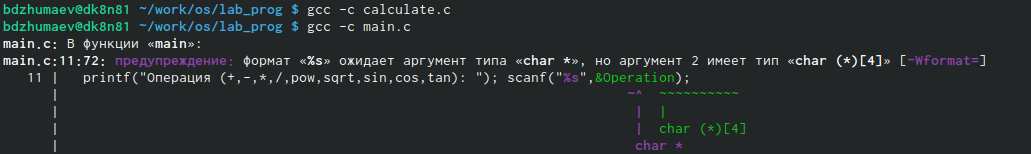 bdzhumaev@dk8n81 ~/work/os/lab_prog $ gcc -c calculate.c
bdzhumaev@dk8n81 ~/work/os/lab_prog $ gcc -c main.c
main.c: В функции «main»:
main.c:11:72: предупреждение: формат «%s» ожидает аргумент типа «char *», но аргумент 2 имеет тип «char (*)[4]» [-Wformat=]
   11 |   printf("Операция (+,-,*,/,pow,sqrt,sin,cos,tan): "); scanf("%s",&Operation);
      |                                                               ~^  ~~~~~~~~~~
      |                                                                |  |
      |                                                                |  char (*)[4]
      |                                                                char *